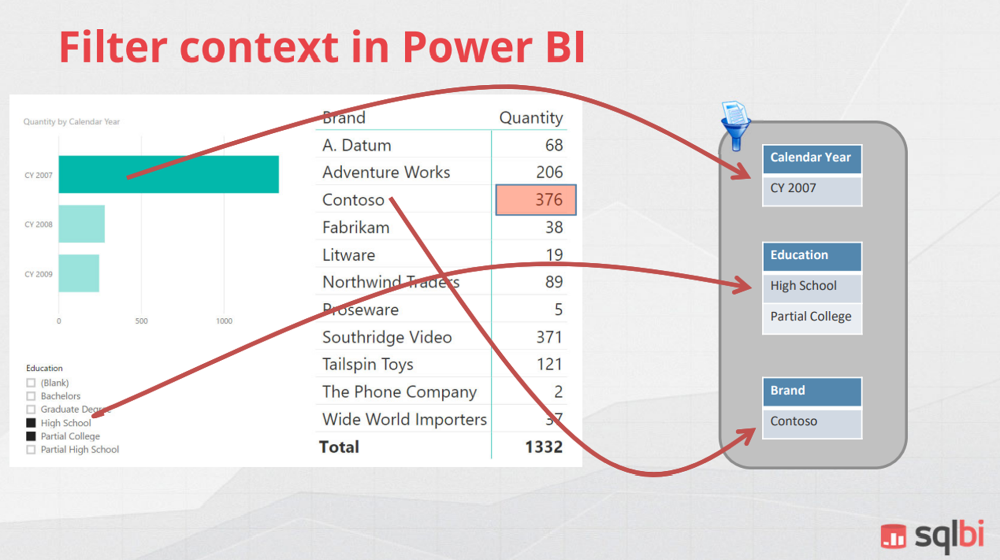 Filter context in Power BI
Quantity by Calendar Year
CY 2007
CY 2008
CY 2009
0 500 1000
Education
(Blank)
Bachelors
Graduate Degree
High School
Partial College
Partial High School
Brand Quantity
A. Datum 68
Adventure Works 206
Contoso 376
Fabrikam 38
Litware 19
Northwind Traders 89
Proseware 5
Southridge Video 371
Tailspin Toys 121
The Phone Company 2
Wide World Importers 37
Total 1332
Calendar Year
CY 2007
Education
High School
Partial College
Brand
Contoso
sqlbi